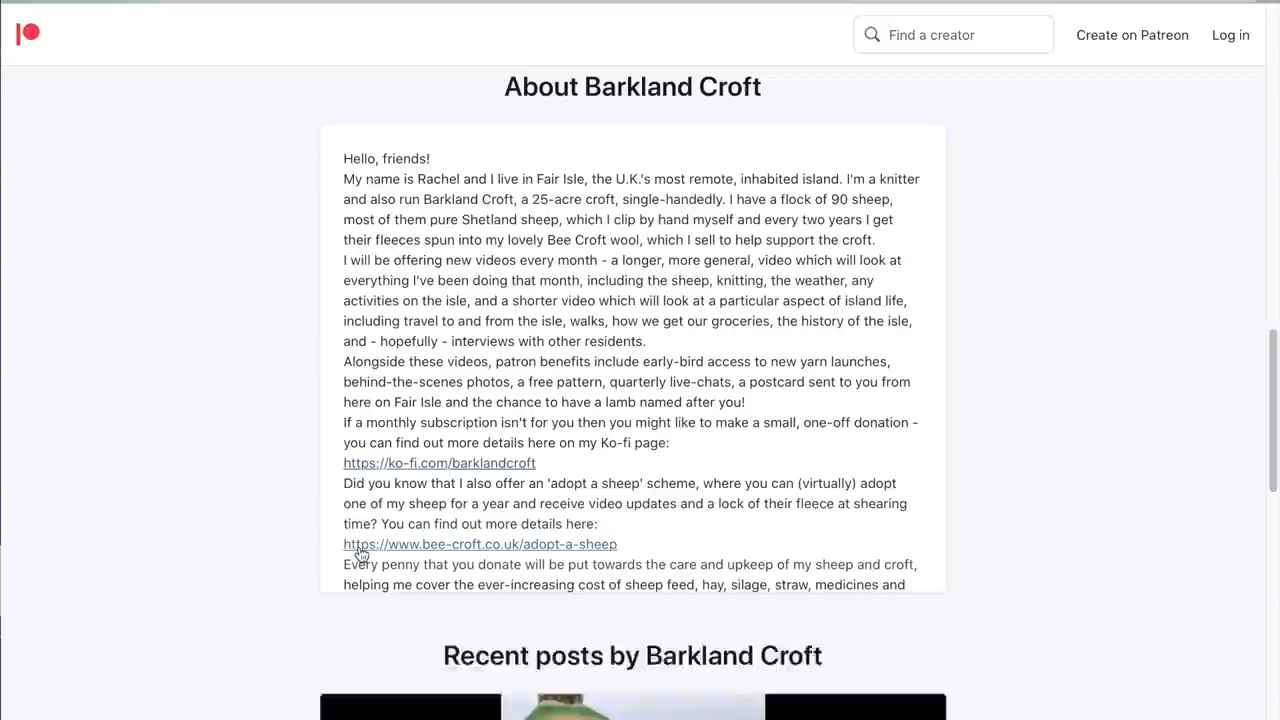 Find a creator
Create on Patreon
Log in
About Barkland Croft
Hello, friends!
My name is Rachel and I live in Fair Isle, the U.K.'s most remote, inhabited island. I'm a knitter
and also run Barkland Croft, a 25-acre croft, single-handedly. I have a flock of 90 sheep,
most of them pure Shetland sheep, which I clip by hand myself and every two years I get
their fleeces spun into my lovely Bee Croft wool, which I sell to help support the croft.
I will be offering new videos every month - a longer, more general, video which will look at
everything I've been doing that month, including the sheep, knitting, the weather, any
activities on the isle, and a shorter video which will look at a particular aspect of island life,
including travel to and from the isle, walks, how we get our groceries, the history of the isle,
and - hopefully - interviews with other residents.
Alongside these videos, patron benefits include early-bird access to new yarn launches,
behind-the-scenes photos, a free pattern, quarterly live-chats, a postcard sent to you from
here on Fair Isle and the chance to have a lamb named after you!
If a monthly subscription isn't for you then you might like to make a small, one-off donation -
you can find out more details here on my Ko-fi page:
https://ko-fi.com/barklandcroft
Did you know that I also offer an 'adopt a sheep' scheme, where you can (virtually) adopt
one of my sheep for a year and receive video updates and a lock of their fleece at shearing
time? You can find out more details here:
https://www.bee-croft.co.uk/adopt-a-sheep
Every penny that you donate will be put towards the care and upkeep of my sheep and croft,
helping me cover the ever-increasing cost of sheep feed, hay, silage, straw, medicines and
Recent posts by Barkland Croft